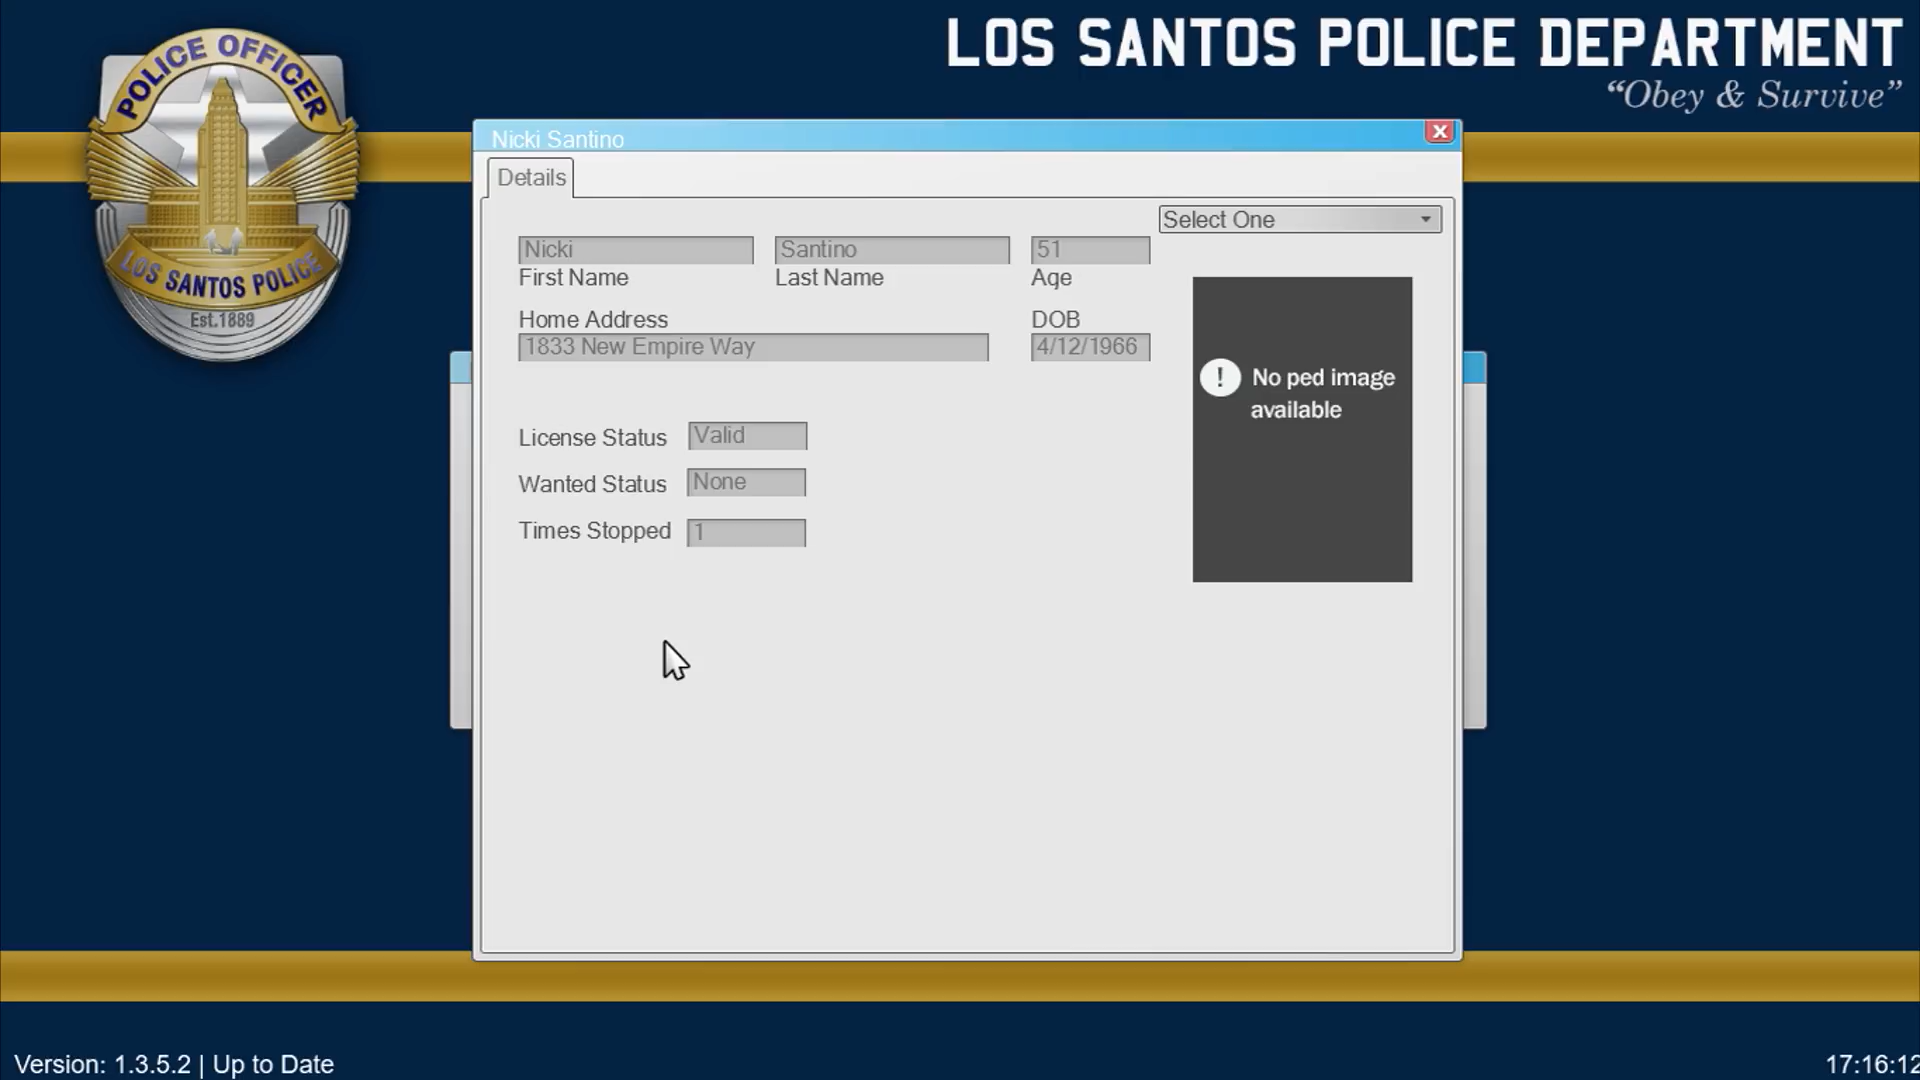 POLICE OFFICER
LOS SANTOS POLICE
Est.1889
LOS SANTOS POLICE DEPARTMENT
“Obey & Survive”
Nicki Santino
Details
Select One
Nicki Santino 51
First Name Last Name Age
Home Address DOB
1833 New Empire Way 4/12/1966
! No ped image
available
License Status Valid
Wanted Status None
Times Stopped 1
Version: 1.3.5.2 | Up to Date
17:16:12